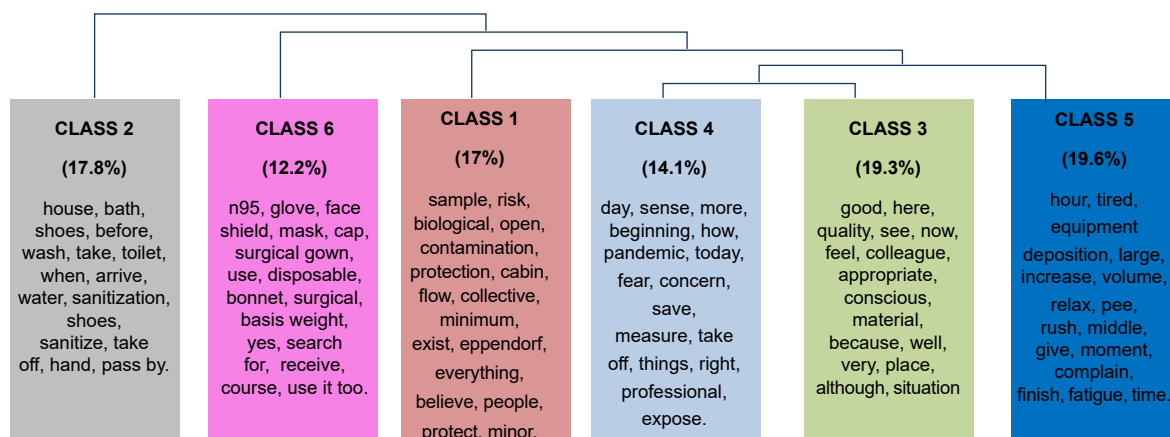 CLASS 2
(17.8%)
house, bath,
shoes, before,
wash, take, toilet,
when, arrive,
water, sanitization,
shoes,
sanitize, take
off, hand, pass by.
CLASS 6
(12.2%)
n95, glove, face
shield, mask, cap,
surgical gown,
use, disposable,
bonnet, surgical,
basis weight,
yes, search
for, receive,
course, use it too.
CLASS 1
(17%)
sample, risk,
biological, open,
contamination,
protection, cabin,
flow, collective,
minimum,
exist, eppendorf,
everything,
believe, people,
protect, minor.
CLASS 4
(14.1%)
day, sense, more,
beginning, how,
pandemic, today,
fear, concern,
save,
measure, take
off, things, right,
professional,
expose.
CLASS 3
(19.3%)
good, here,
quality, see, now,
feel, colleague,
appropriate,
conscious,
material,
because, well,
very, place,
although, situation
CLASS 5
(19.6%)
hour, tired,
equipment
deposition, large,
increase, volume,
relax, pee,
rush, middle,
give, moment,
complain,
finish, fatigue, time.